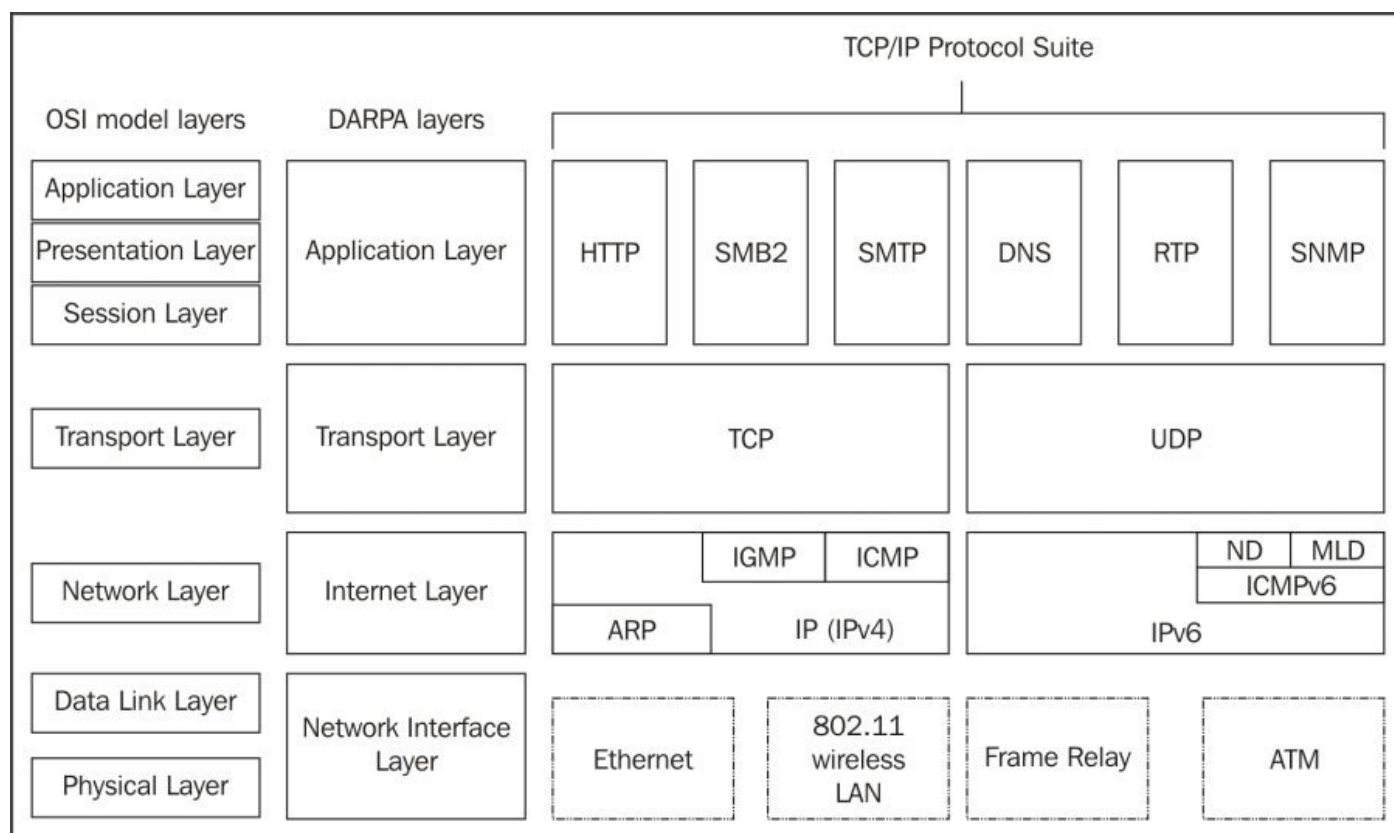 TCP/IP Protocol Suite
OSI model layers
DARPA layers
Application Layer
Presentation Layer
Session Layer
Application Layer
HTTP
SMB2
SMTP
DNS
RTP
SNMP
Transport Layer
Transport Layer
TCP
UDP
Network Layer
Internet Layer
IGMP
ICMP
ARP
IP (IPv4)
ND
MLD
ICMPv6
IPv6
Data Link Layer
Physical Layer
Network Interface
Layer
Ethernet
802.11
wireless
LAN
Frame Relay
ATM